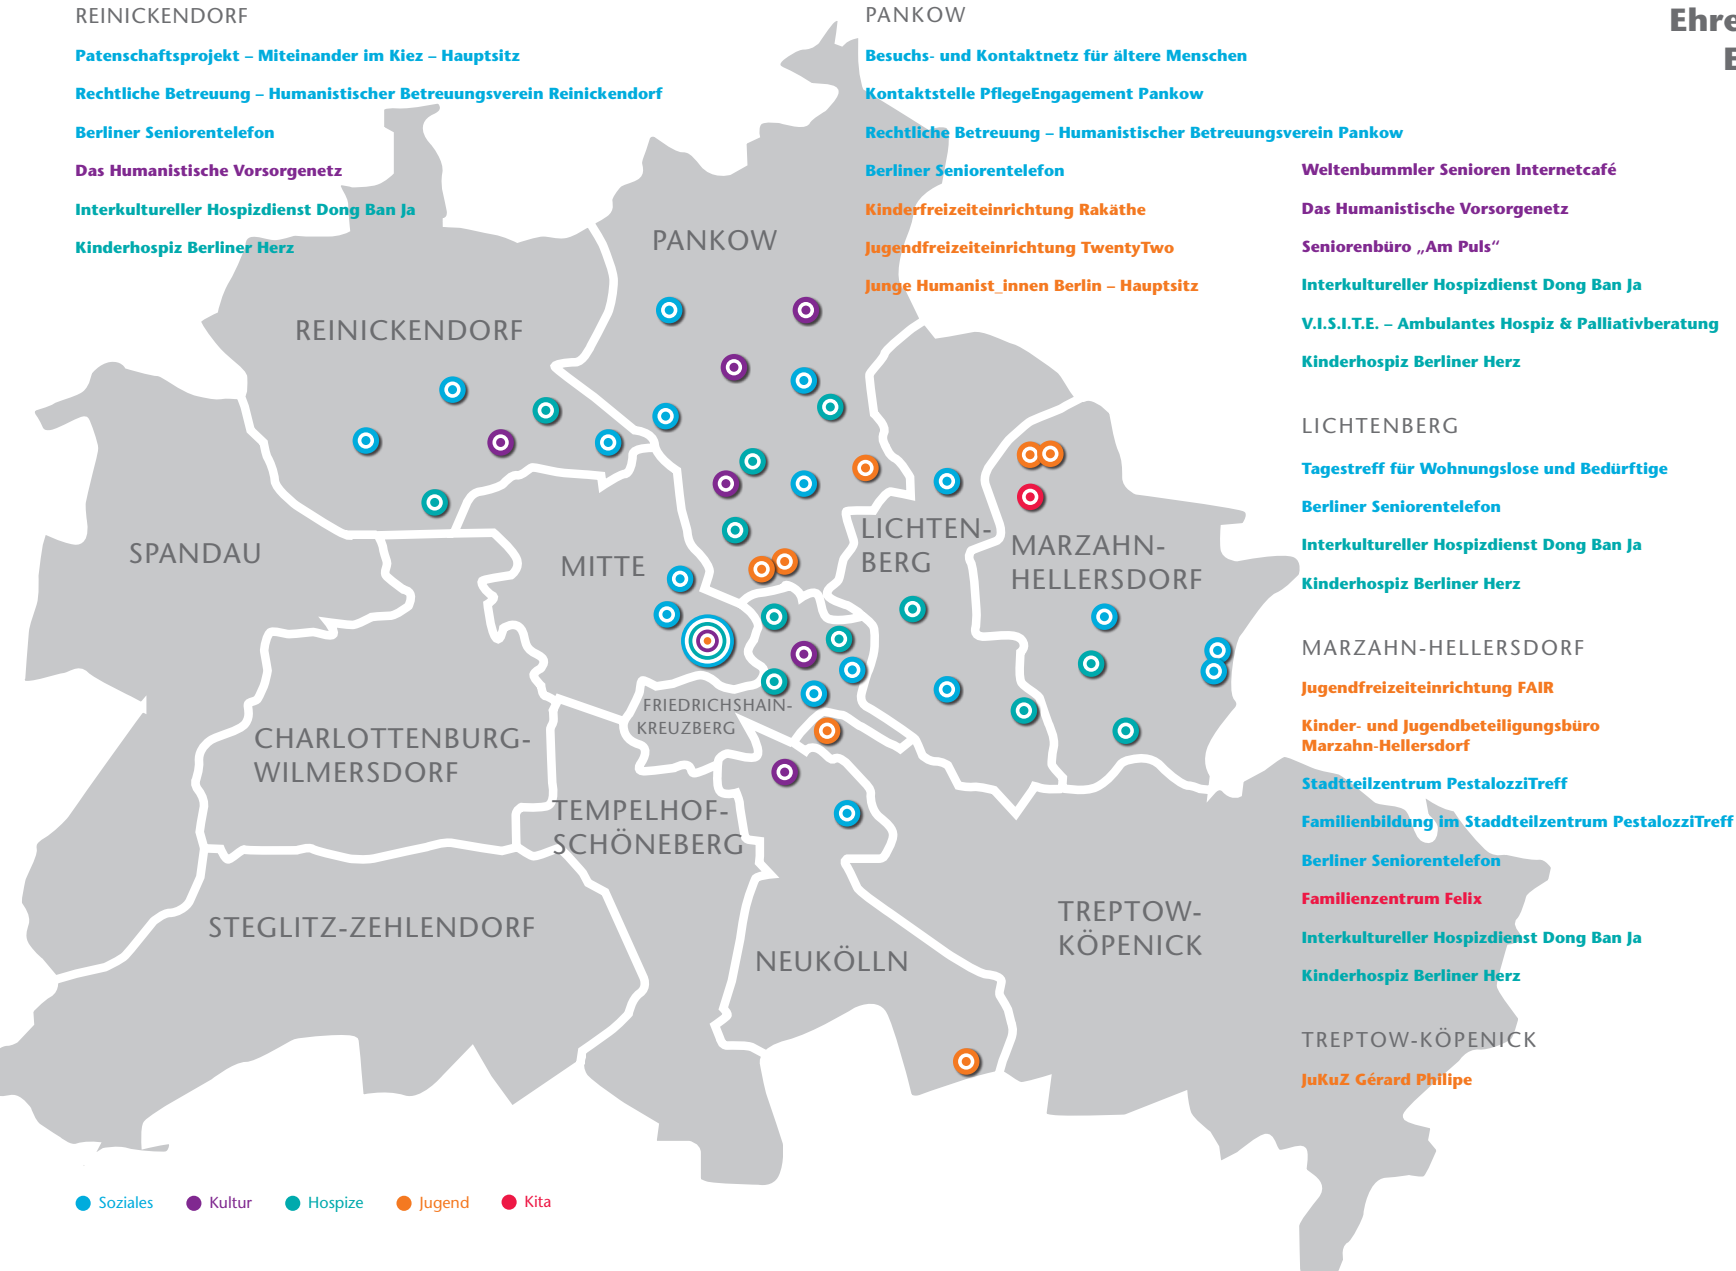 REINICKENDORF
Patenschaftsprojekt – Miteinander im Kiez – Hauptsitz
Rechtliche Betreuung – Humanistischer Betreuungsverein Reinickendorf
Berliner Seniorentelefon
Das Humanistische Vorsorgenetz
Interkultureller Hospizdienst Dong Ban Ja
Kinderhospiz Berliner Herz
PANKOW
Besuchs- und Kontaktnetz für ältere Menschen
Kontaktstelle PflegeEngagement Pankow
Rechtliche Betreuung – Humanistischer Betreuungsverein Pankow
Berliner Seniorentelefon
Kinderfreizeiteinrichtung Rakäthe
Jugendfreizeiteinrichtung TwentyTwo
Junge Humanist_innen Berlin – Hauptsitz
Weltenbummler Senioren Internetcafé
Das Humanistische Vorsorgenetz
Seniorenbüro „Am Puls“
Interkultureller Hospizdienst Dong Ban Ja
V.I.S.I.T.E. – Ambulantes Hospiz & Palliativberatung
Kinderhospiz Berliner Herz
LICHTENBERG
Tagestreff für Wohnungslose und Bedürftige
Berliner Seniorentelefon
Interkultureller Hospizdienst Dong Ban Ja
Kinderhospiz Berliner Herz
MARZAHN-HELLERSDORF
Jugendfreizeiteinrichtung FAIR
Kinder- und Jugendbeteiligungsbüro
Marzahn-Hellersdorf
Stadtteilzentrum PestalozziTreff
Familienbildung im Staddteilzentrum PestalozziTreff
Berliner Seniorentelefon
Familienzentrum Felix
Interkultureller Hospizdienst Dong Ban Ja
Kinderhospiz Berliner Herz
TREPTOW-KÖPENICK
JuKuZ Gérard Philipe
Ehre
E
PANKOW
REINICKENDORF
SPANDAU
MITTE
LICHTEN-
BERG
MARZAHN-
HELLERSDORF
FRIEDRICHSHAIN-
KREUZBERG
CHARLOTTENBURG-
WILMERSDORF
TEMPELHOF-
SCHÖNEBERG
STEGLITZ-ZEHLENDORF
NEUKÖLLN
TREPTOW-
KÖPENICK
Soziales
Kultur
Hospize
Jugend
Kita